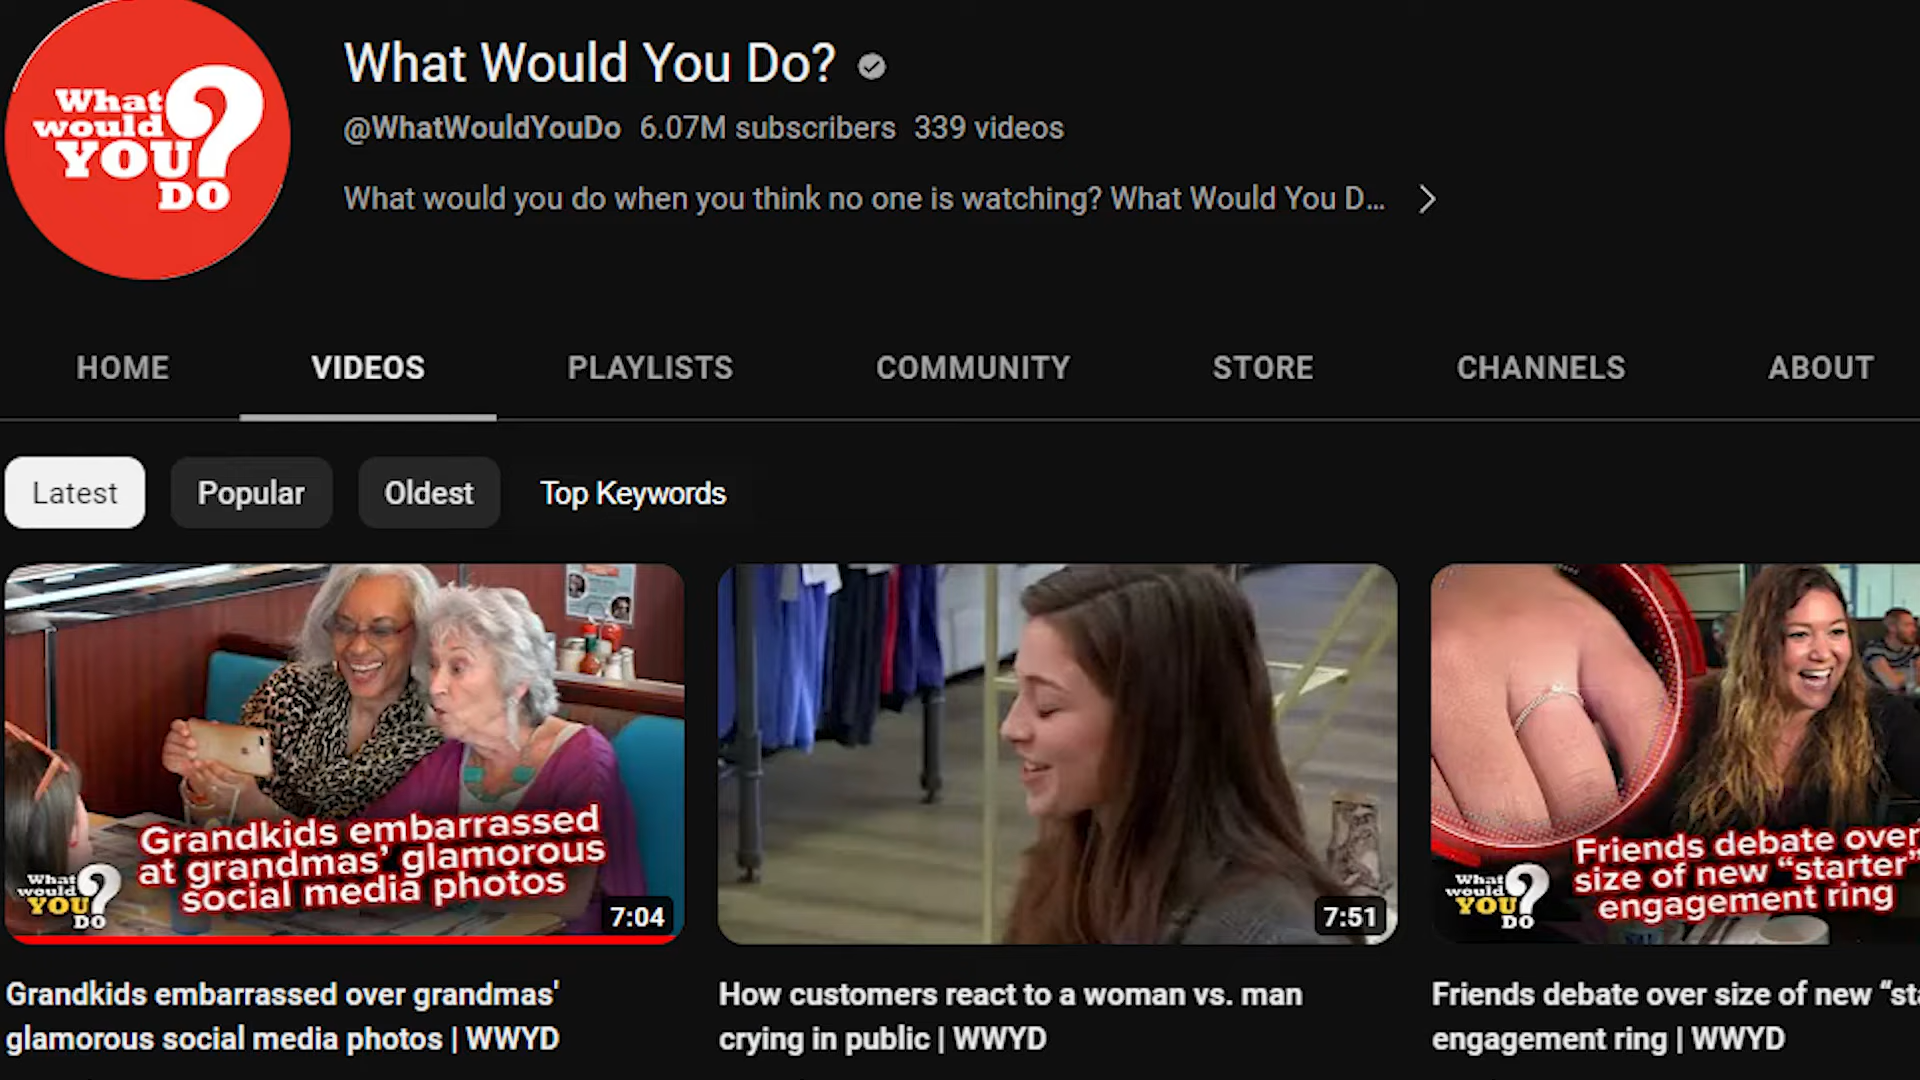 What
would
YOU?
DO
What Would You Do?
@WhatWouldYouDo 6.07M subscribers 339 videos
What would you do when you think no one is watching? What Would You D...
HOME VIDEOS PLAYLISTS COMMUNITY STORE CHANNELS ABOUT
Latest Popular Oldest Top Keywords
Grandkids embarrassed
at grandmas' glamorous
social media photos
What
would
YOU?
DO
7:04
7:51
Friends debate over
size of new “starter”
engagement ring
What
would
YOU?
DO
Grandkids embarrassed over grandmas'
glamorous social media photos | WWYD
How customers react to a woman vs. man
crying in public | WWYD
Friends debate over size of new “sta
engagement ring | WWYD